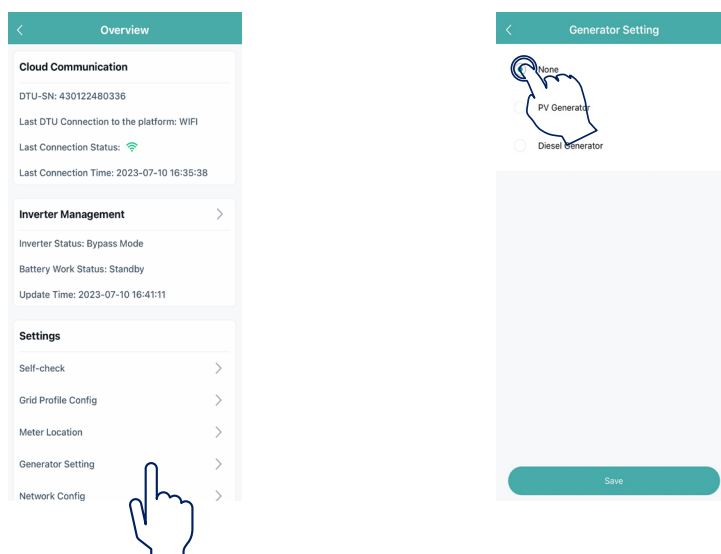 Overview
Cloud Communication
DTU-SN: 430122480336
Last DTU Connection to the platform: WIFI
Last Connection Status:
Last Connection Time: 2023-07-10 16:35:38
Inverter Management
Inverter Status: Bypass Mode
Battery Work Status: Standby
Update Time: 2023-07-10 16:41:11
Settings
Self-check
Grid Profile Config
Meter Location
Generator Setting
Network Config
Generator Setting
None
PV Generator
Diesel Generator
Save